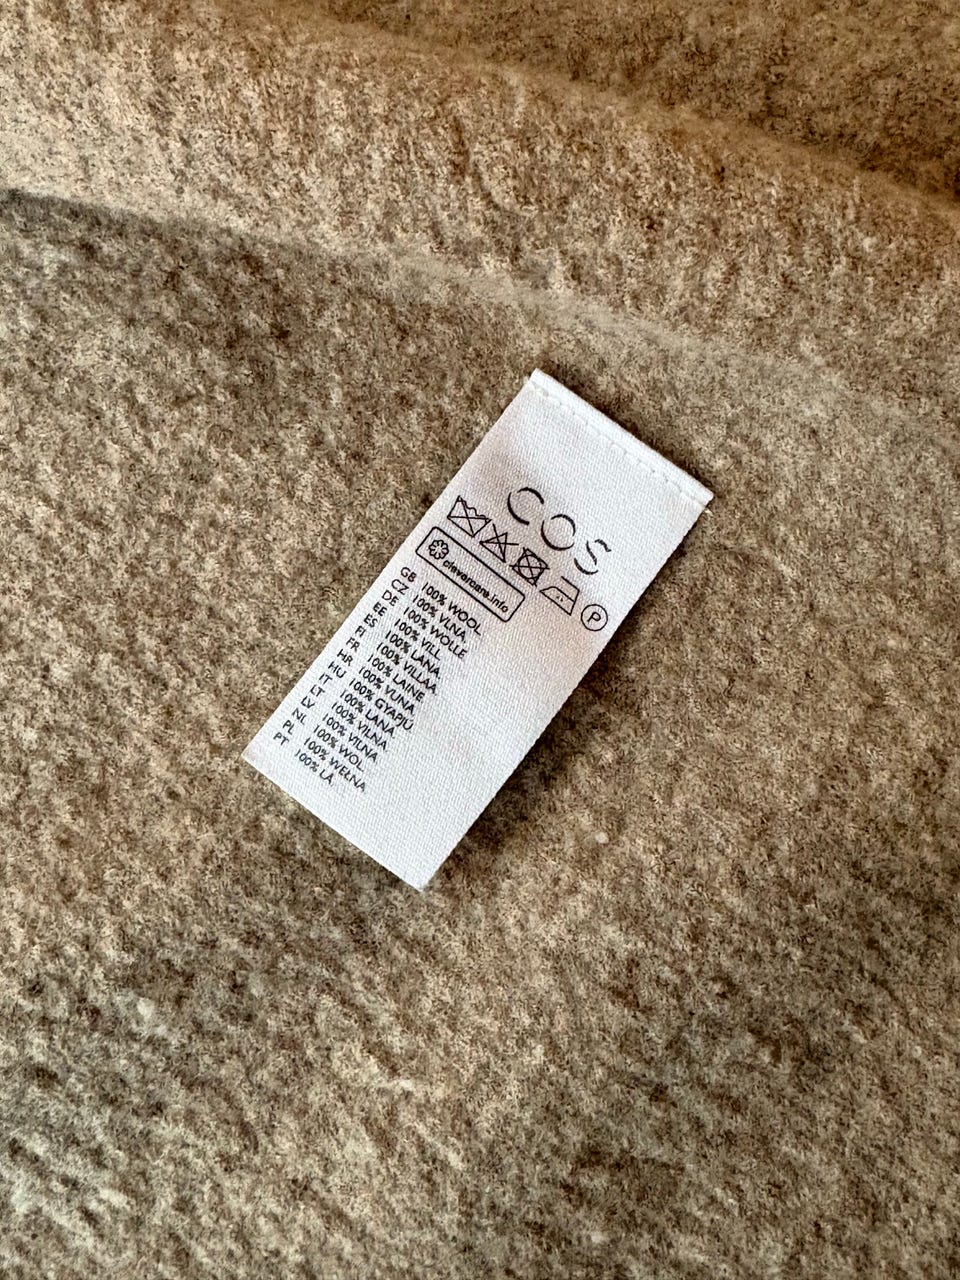 COS
P
clevercare.info
GB 100% WOOL
CZ 100% VLNA
DE 100% WOLLE
EE 100% VILL
ES 100% LANA
FI 100% VILLAA
FR 100% LAINE
HR 100% VUNA
HU 100% GYAPJÚ
IT 100% LANA
LT 100% VILNA
LV 100% VILNA
NL 100% WOL
PL 100% WEŁNA
PT 100% LÃ